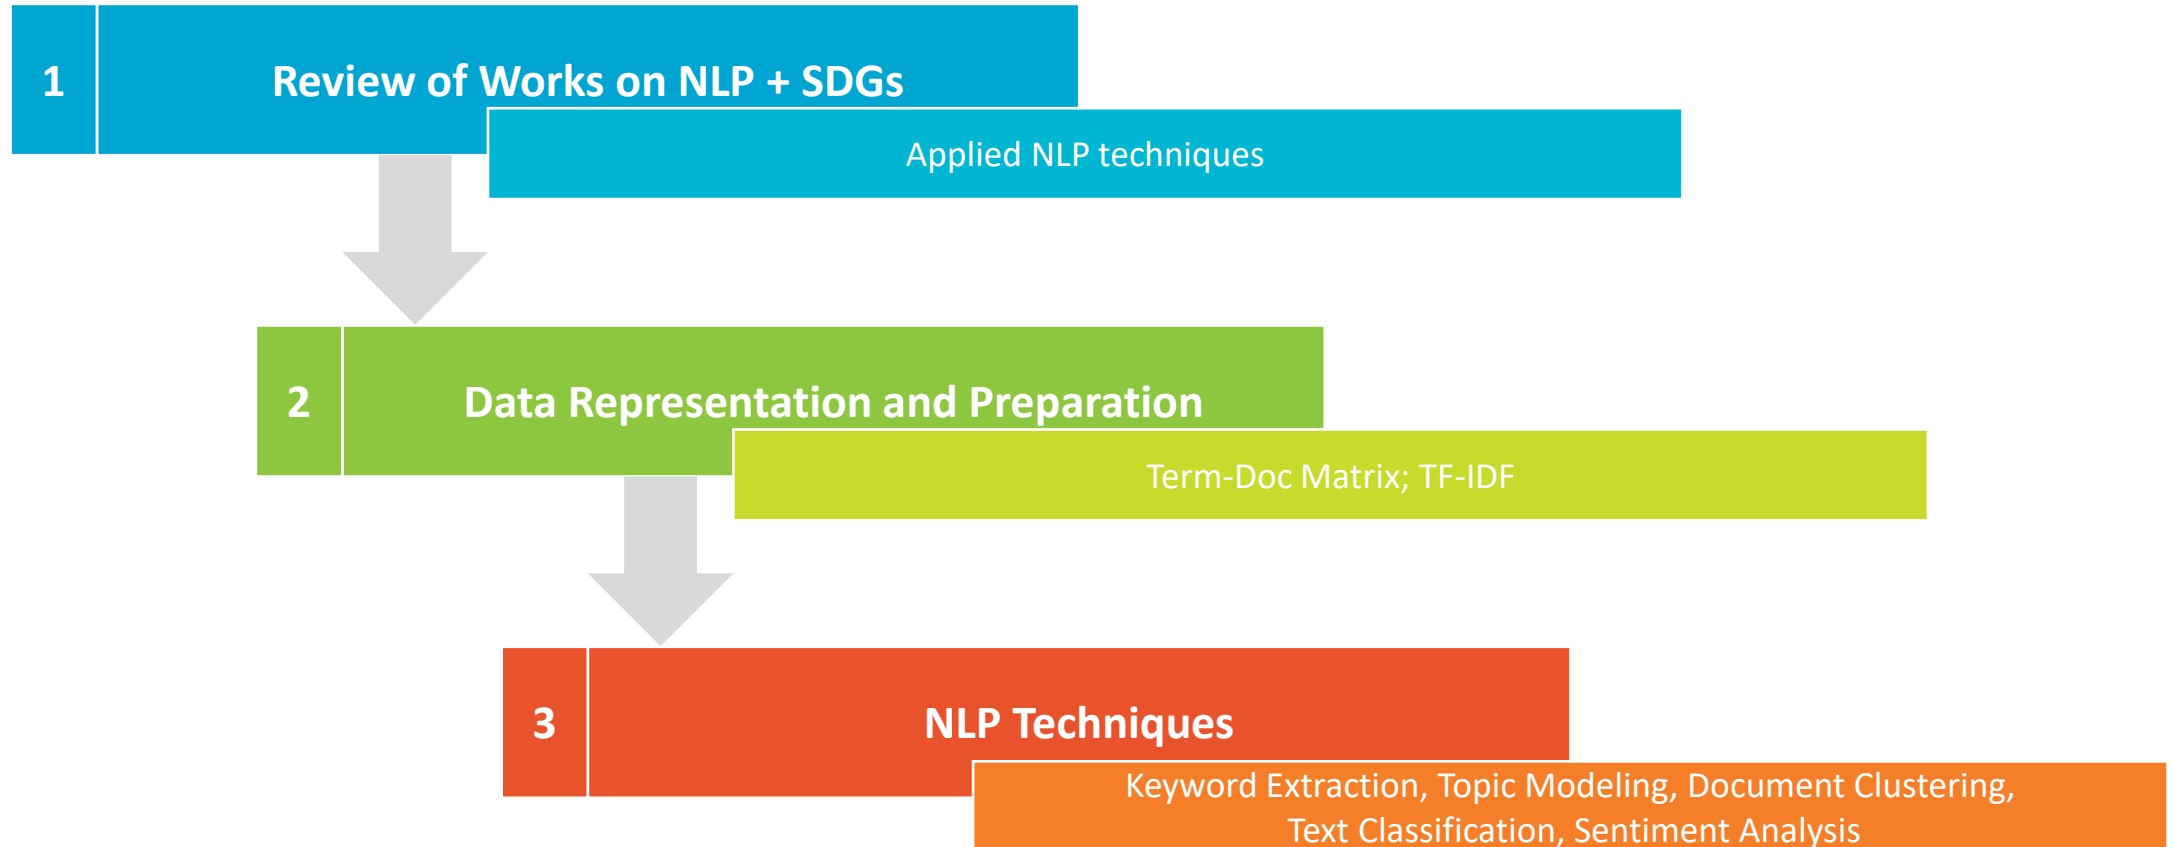 1
Review of Works on NLP + SDGs
Applied NLP techniques
2
Data Representation and Preparation
Term-Doc Matrix; TF-IDF
3
NLP Techniques
Keyword Extraction, Topic Modeling, Document Clustering,
Text Classification, Sentiment Analysis